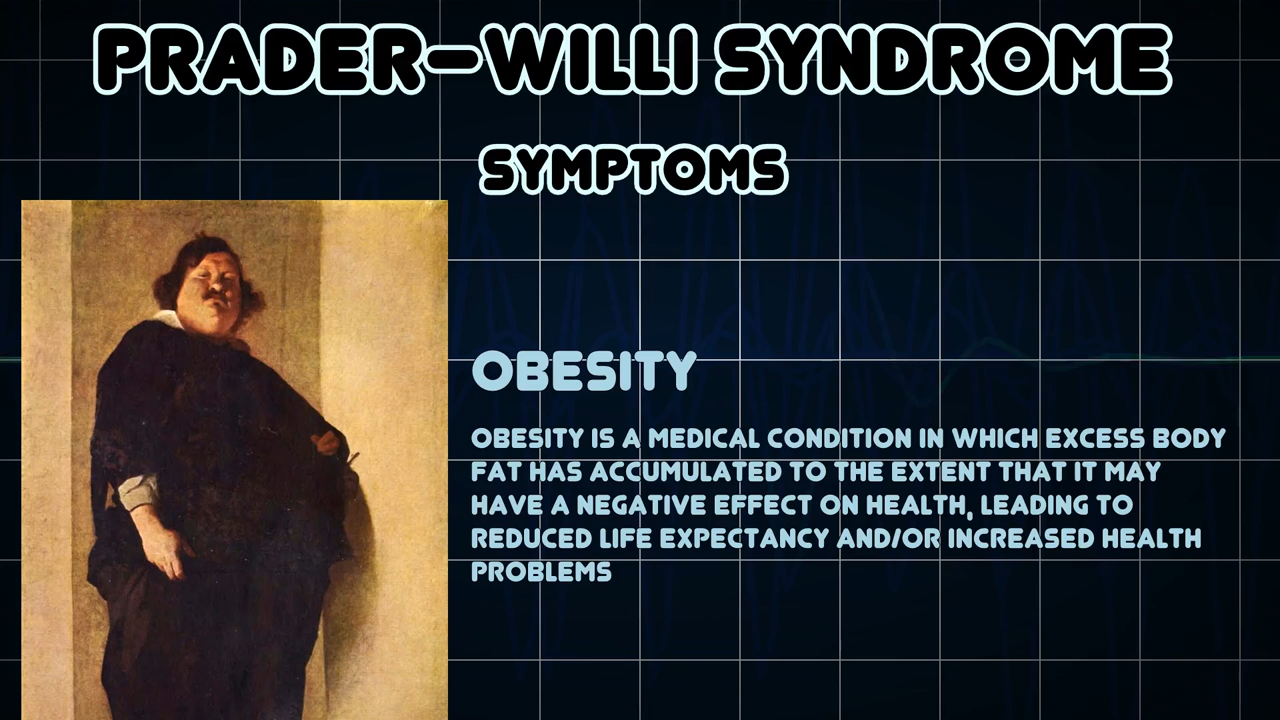 PRADER-WILLI SYNDROME
SYMPTOMS
OBESITY
OBESITY IS A MEDICAL CONDITION IN WHICH EXCESS BODY
FAT HAS ACCUMULATED TO THE EXTENT THAT IT MAY
HAVE A NEGATIVE EFFECT ON HEALTH, LEADING TO
REDUCED LIFE EXPECTANCY AND/OR INCREASED HEALTH
PROBLEMS